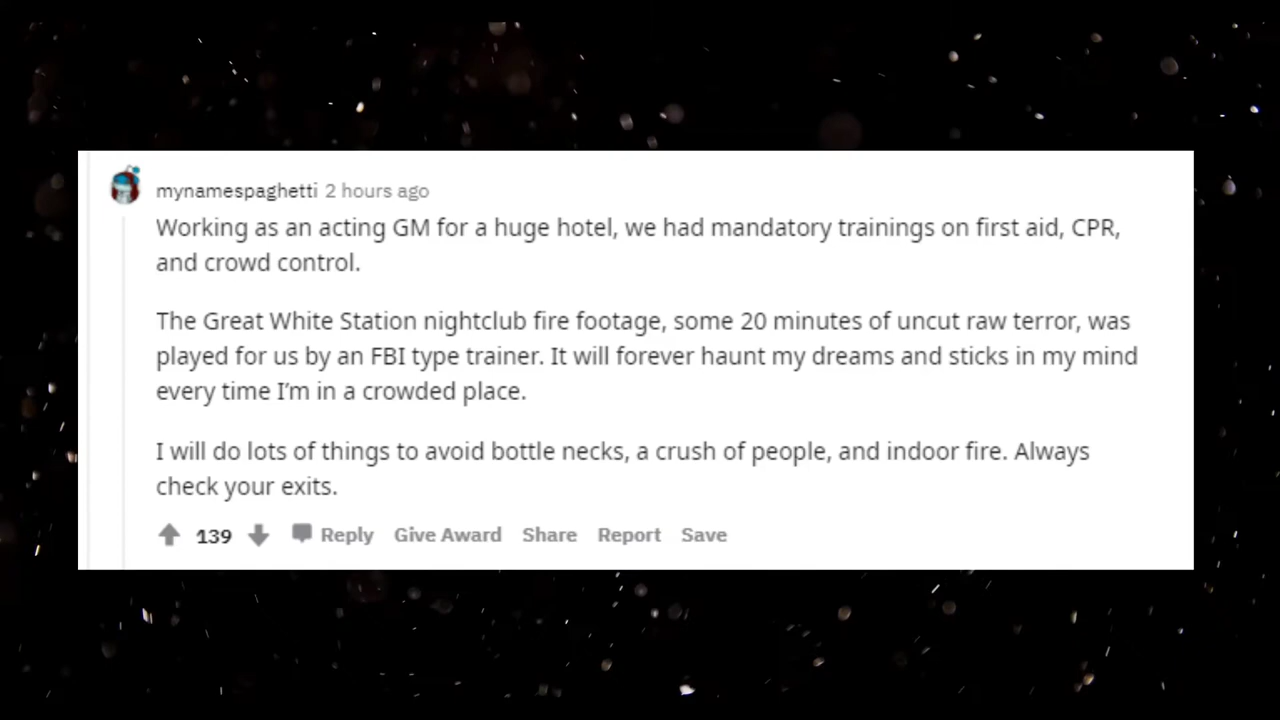 mynamespaghetti 2 hours ago
Working as an acting GM for a huge hotel, we had mandatory trainings on first aid, CPR,
and crowd control.
The Great White Station nightclub fire footage, some 20 minutes of uncut raw terror, was
played for us by an FBI type trainer. It will forever haunt my dreams and sticks in my mind
every time I’m in a crowded place.
I will do lots of things to avoid bottle necks, a crush of people, and indoor fire. Always
check your exits.
139 Reply Give Award Share Report Save